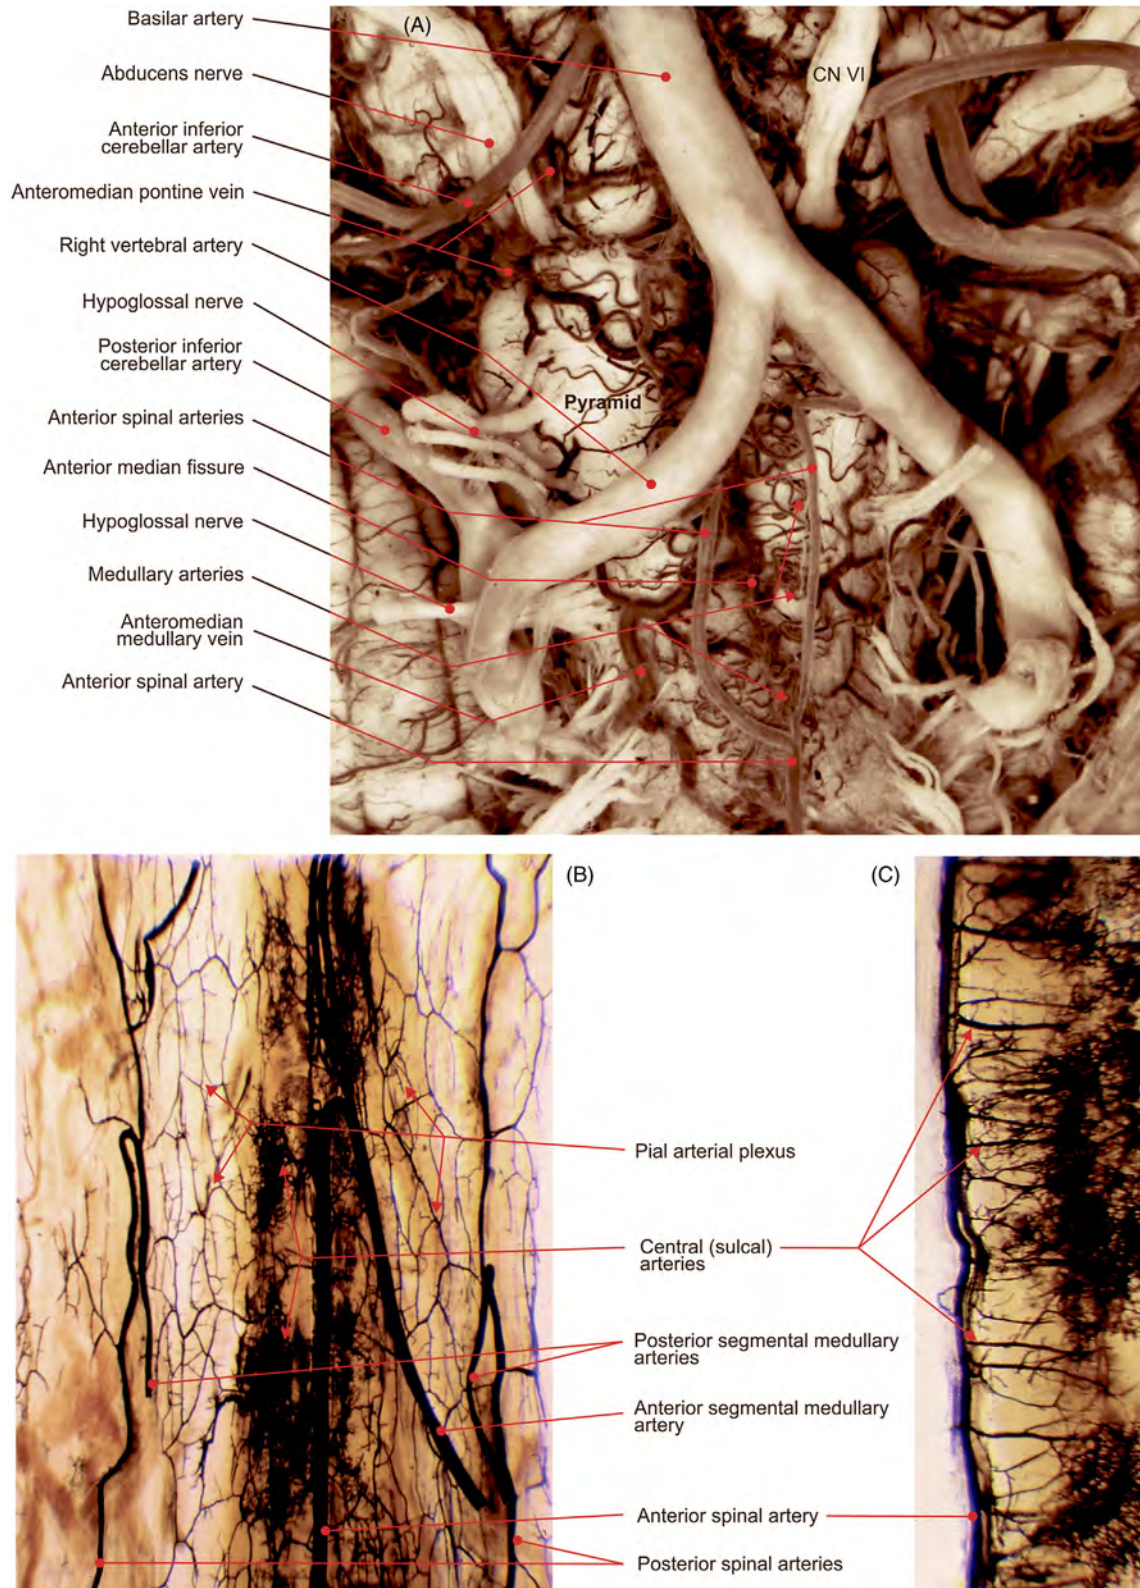 Basilar artery
(A)
Abducens nerve
CN VI
Anterior inferior
cerebellar artery
Anteromedian pontine vein
Right vertebral artery
Hypoglossal nerve
Posterior inferior
cerebellar artery
Pyramid
Anterior spinal arteries
Anterior median fissure
Hypoglossal nerve
Medullary arteries
Anteromedian
medullary vein
Anterior spinal artery
(B)
(C)
Pial arterial plexus
Central (sulcal)
arteries
Posterior segmental medullary
arteries
Anterior segmental medullary
artery
Anterior spinal artery
Posterior spinal arteries